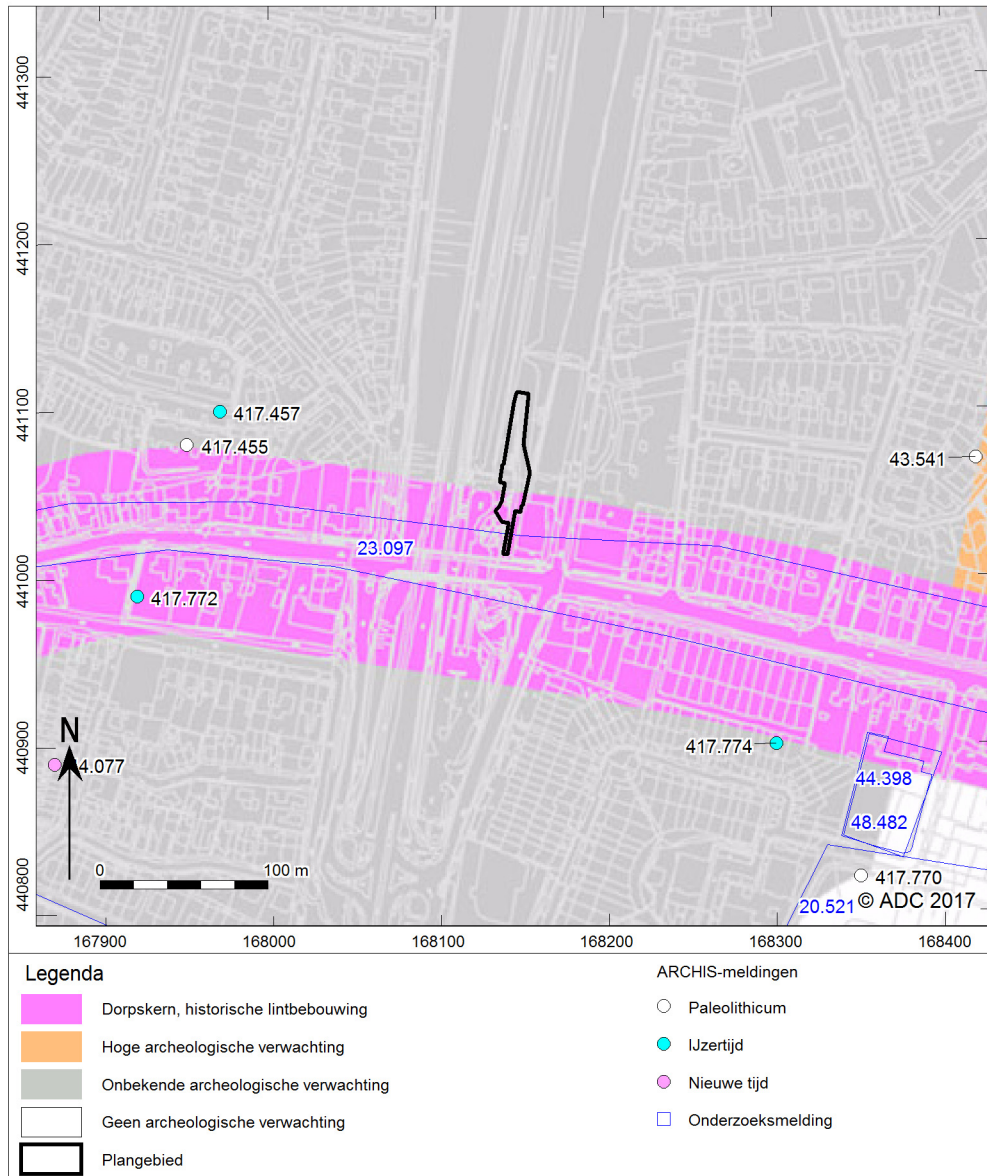 441300
441200
441100
441000
440900
440800
417.457
417.455
43.541
23.097
417.772
417.774
4.077
44.398
48.482
417.770
20.521
© ADC 2017
N
0
100 m
167900
168000
168100
168200
168300
168400
Legenda
Dorpskern, historische lintbebouwing
Hoge archeologische verwachting
Onbekende archeologische verwachting
Geen archeologische verwachting
Plangebied
ARCHIS-meldingen
Paleolithicum
IJzertijd
Nieuwe tijd
Onderzoeksmelding